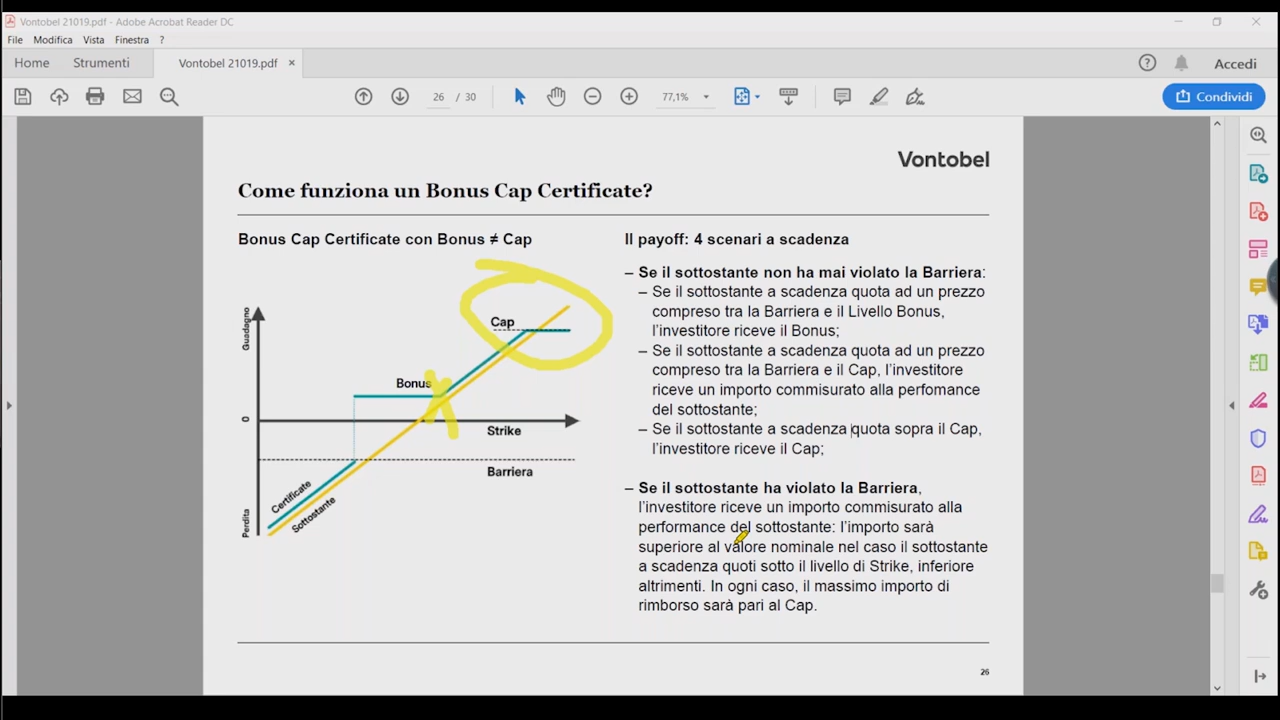 Vontobel 21019.pdf - Adobe Acrobat Reader DC
File Modifica Vista Finestra ?
Home Strumenti Vontobel 21019.pdf × Accedi
26 / 30 77,1% Condividi
Vontobel
Come funziona un Bonus Cap Certificate?
Bonus Cap Certificate con Bonus ≠ Cap
Guadagno
0
Perdita
Cap
Bonus
Strike
Barriera
Certificate
Sottostante
Il payoff: 4 scenari a scadenza
– Se il sottostante non ha mai violato la Barriera:
– Se il sottostante a scadenza quota ad un prezzo
compreso tra la Barriera e il Livello Bonus,
l'investitore riceve il Bonus;
– Se il sottostante a scadenza quota ad un prezzo
compreso tra la Barriera e il Cap, l'investitore
riceve un importo commisurato alla perfomance
del sottostante;
– Se il sottostante a scadenza quota sopra il Cap,
l'investitore riceve il Cap;
– Se il sottostante ha violato la Barriera,
l'investitore riceve un importo commisurato alla
performance del sottostante: l'importo sarà
superiore al valore nominale nel caso il sottostante
a scadenza quoti sotto il livello di Strike, inferiore
altrimenti. In ogni caso, il massimo importo di
rimborso sarà pari al Cap.
26